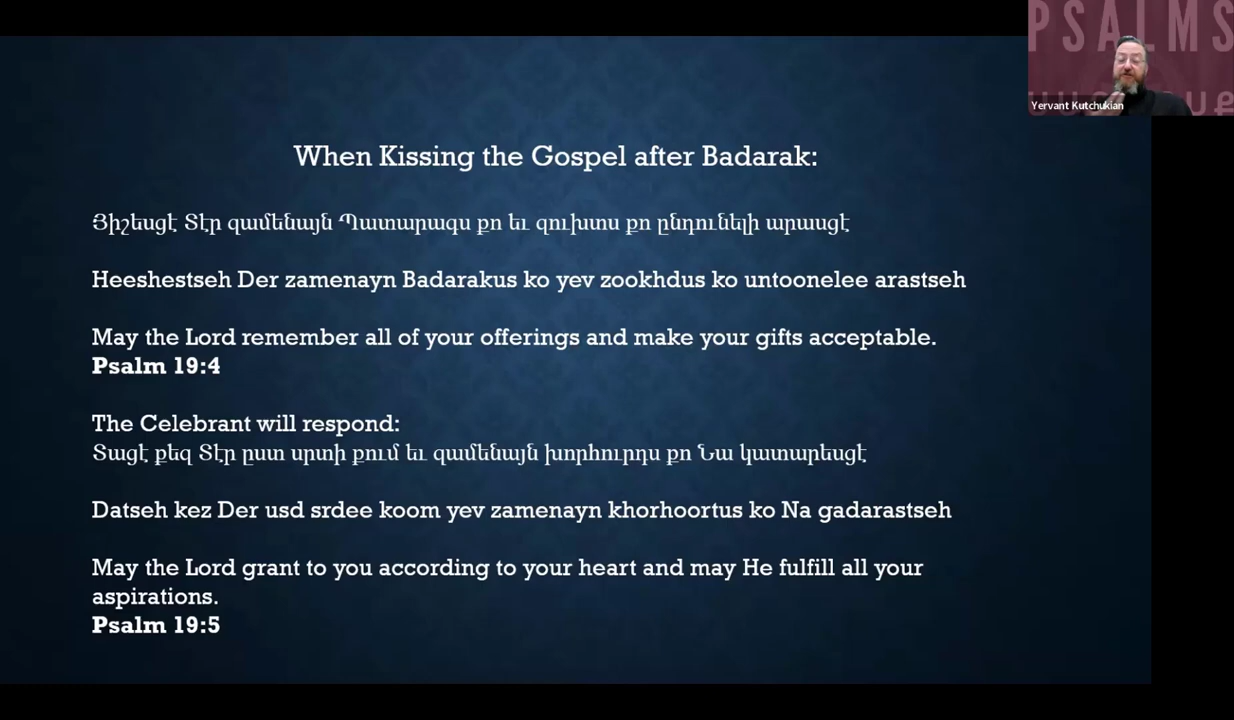 PSALMS
Yervant Kutchukian
When Kissing the Gospel after Badarak:
Յիշեսցէ Տէր զամենայն Պատարագս քո եւ զուխտս քո ընդունելի արասցէ
Heeshestseh Der zamenayn Badarakus ko yev zookhdus ko untoonelee arastseh
May the Lord remember all of your offerings and make your gifts acceptable.
Psalm 19:4
The Celebrant will respond:
Տացէ քեզ Տէր ըստ սրտի քում եւ զամենայն խորհուրդս քո Նա կատարեսցէ
Datseh kez Der usd srdee koom yev zamenayn khorhoortus ko Na gadarastseh
May the Lord grant to you according to your heart and may He fulfill all your
aspirations.
Psalm 19:5